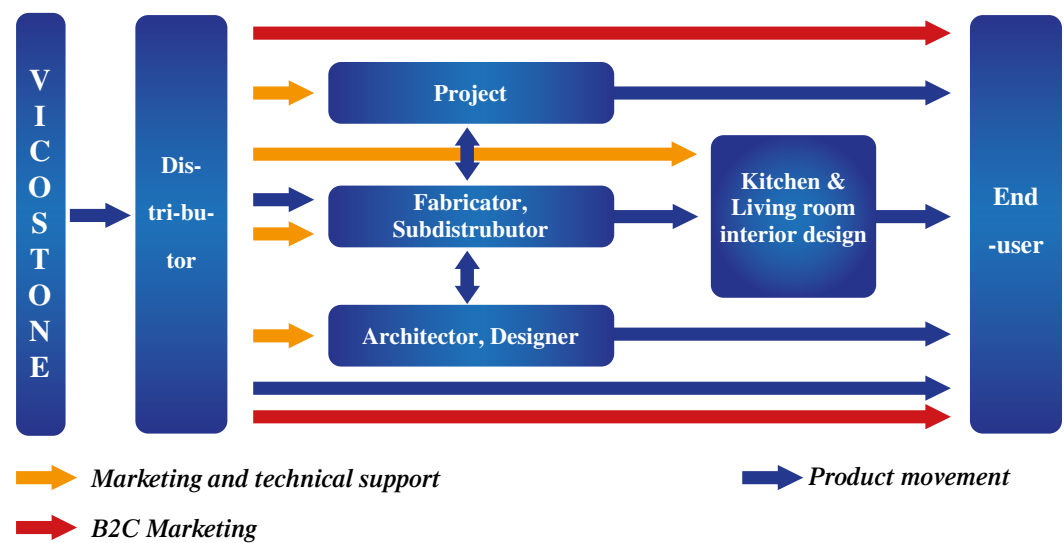 VICOSTONE
Dis-
tri-bu-
tor
Project
Fabricator,
Subdistrubutor
Architector, Designer
Kitchen &
Living room
interior design
End
-user
Marketing and technical support
Product movement
B2C Marketing